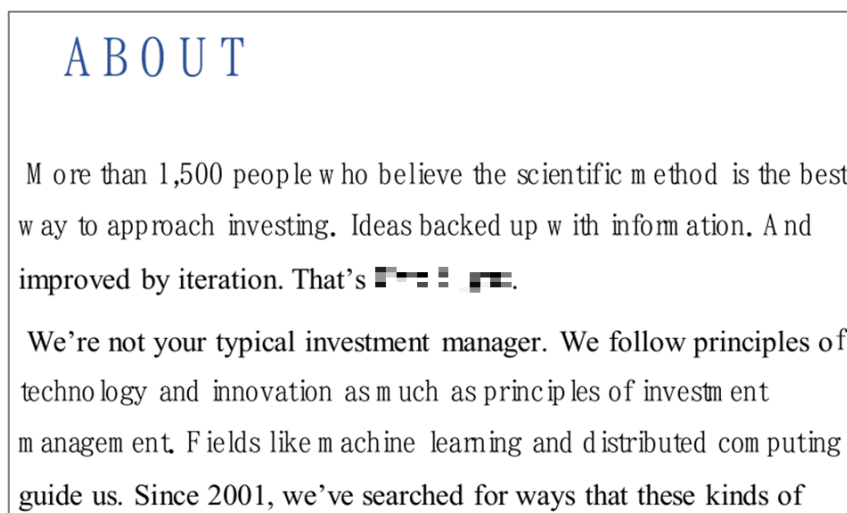 ABOUT
More than 1,500 people who believe the scientific method is the best
way to approach investing. Ideas backed up with information. And
improved by iteration. That’s .
We’re not your typical investment manager. We follow principles of
technology and innovation as much as principles of investment
management. Fields like machine learning and distributed computing
guide us. Since 2001, we’ve searched for ways that these kinds of